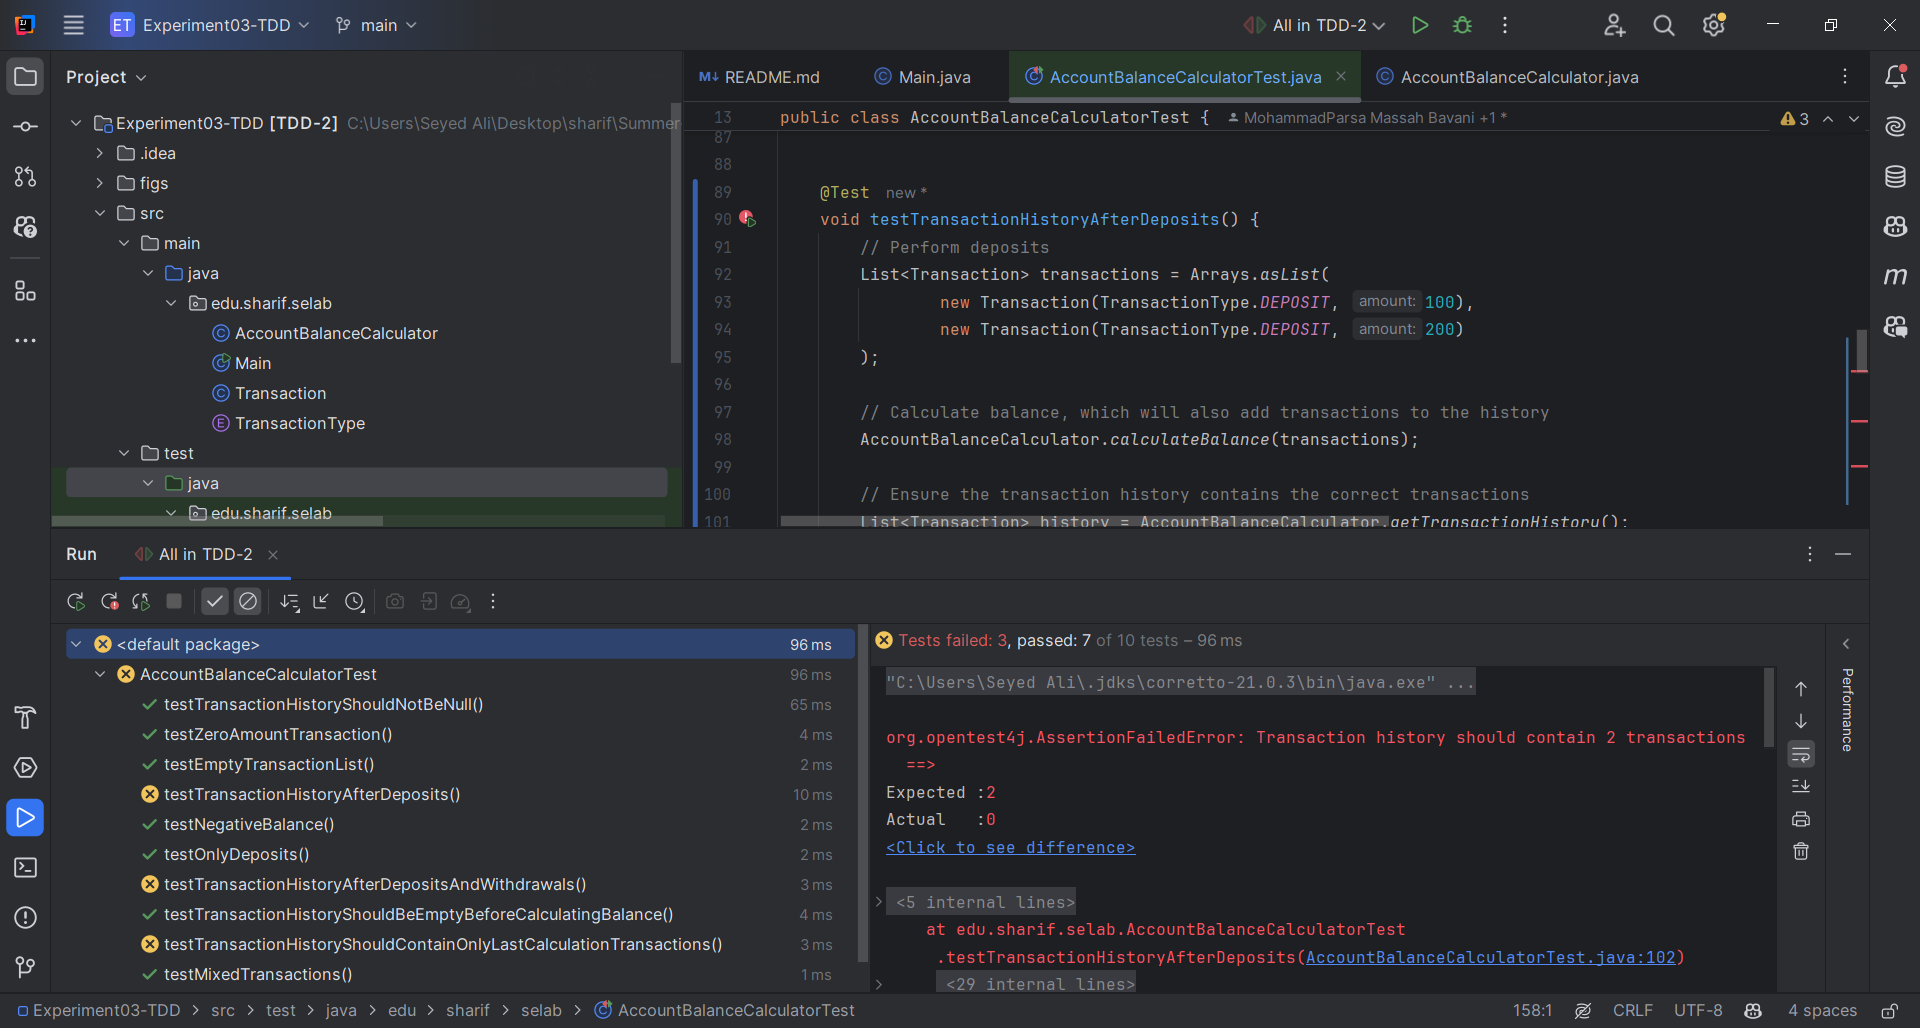 ET Experiment03-TDD main All in TDD-2
Project
Experiment03-TDD [TDD-2] C:\Users\Seyed Ali\Desktop\sharif\Summer
.idea
figs
src
main
java
edu.sharif.selab
AccountBalanceCalculator
Main
Transaction
TransactionType
test
java
edu.sharif.selab
README.md Main.java AccountBalanceCalculatorTest.java AccountBalanceCalculator.java
13 public class AccountBalanceCalculatorTest { MohammadParsa Massah Bavani +1 * 3
87
88
89 @Test new *
90 void testTransactionHistoryAfterDeposits() {
91 // Perform deposits
92 List<Transaction> transactions = Arrays.asList(
93 new Transaction(TransactionType.DEPOSIT, amount: 100),
94 new Transaction(TransactionType.DEPOSIT, amount: 200)
95 );
96
97 // Calculate balance, which will also add transactions to the history
98 AccountBalanceCalculator.calculateBalance(transactions);
99
100 // Ensure the transaction history contains the correct transactions
101 List<Transaction> history = AccountBalanceCalculator.getTransactionHistory();
Run All in TDD-2
<default package> 96 ms
AccountBalanceCalculatorTest 96 ms
testTransactionHistoryShouldNotBeNull() 65 ms
testZeroAmountTransaction() 4 ms
testEmptyTransactionList() 2 ms
testTransactionHistoryAfterDeposits() 10 ms
testNegativeBalance() 2 ms
testOnlyDeposits() 2 ms
testTransactionHistoryAfterDepositsAndWithdrawals() 3 ms
testTransactionHistoryShouldBeEmptyBeforeCalculatingBalance() 4 ms
testTransactionHistoryShouldContainOnlyLastCalculationTransactions() 3 ms
testMixedTransactions() 1 ms
Tests failed: 3, passed: 7 of 10 tests – 96 ms
"C:\Users\Seyed Ali\.jdks\corretto-21.0.3\bin\java.exe" ...
org.opentest4j.AssertionFailedError: Transaction history should contain 2 transactions
==>
Expected :2
Actual :0
<Click to see difference>
<5 internal lines>
at edu.sharif.selab.AccountBalanceCalculatorTest
.testTransactionHistoryAfterDeposits(AccountBalanceCalculatorTest.java:102)
<29 internal lines>
Performance
Experiment03-TDD > src > test > java > edu > sharif > selab > AccountBalanceCalculatorTest 158:1 CRLF UTF-8 4 spaces